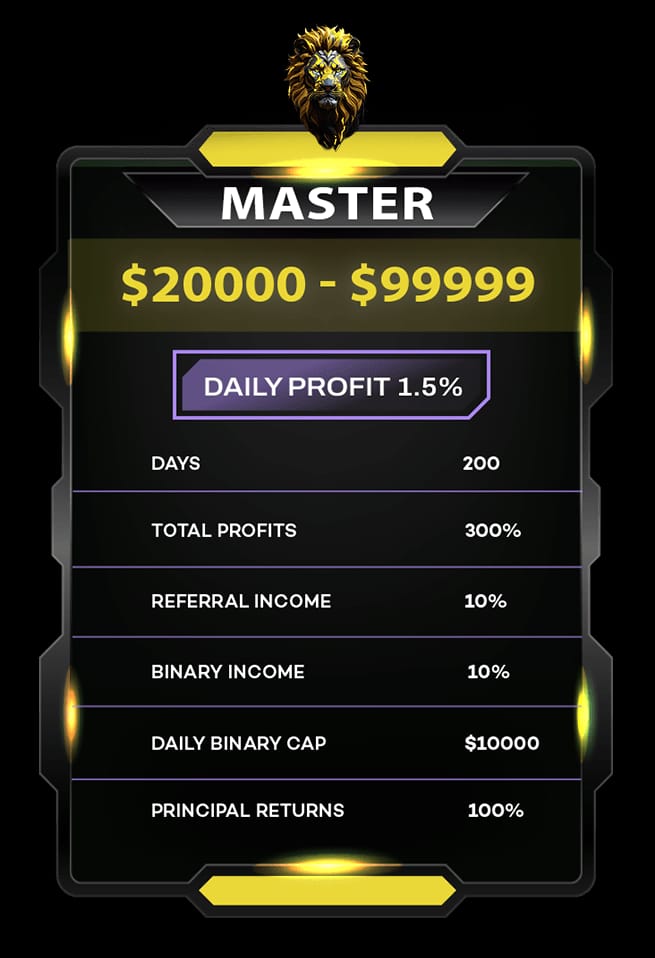 MASTER
$20000 - $99999
DAILY PROFIT 1.5%
DAYS 200
TOTAL PROFITS 300%
REFERRAL INCOME 10%
BINARY INCOME 10%
DAILY BINARY CAP $10000
PRINCIPAL RETURNS 100%